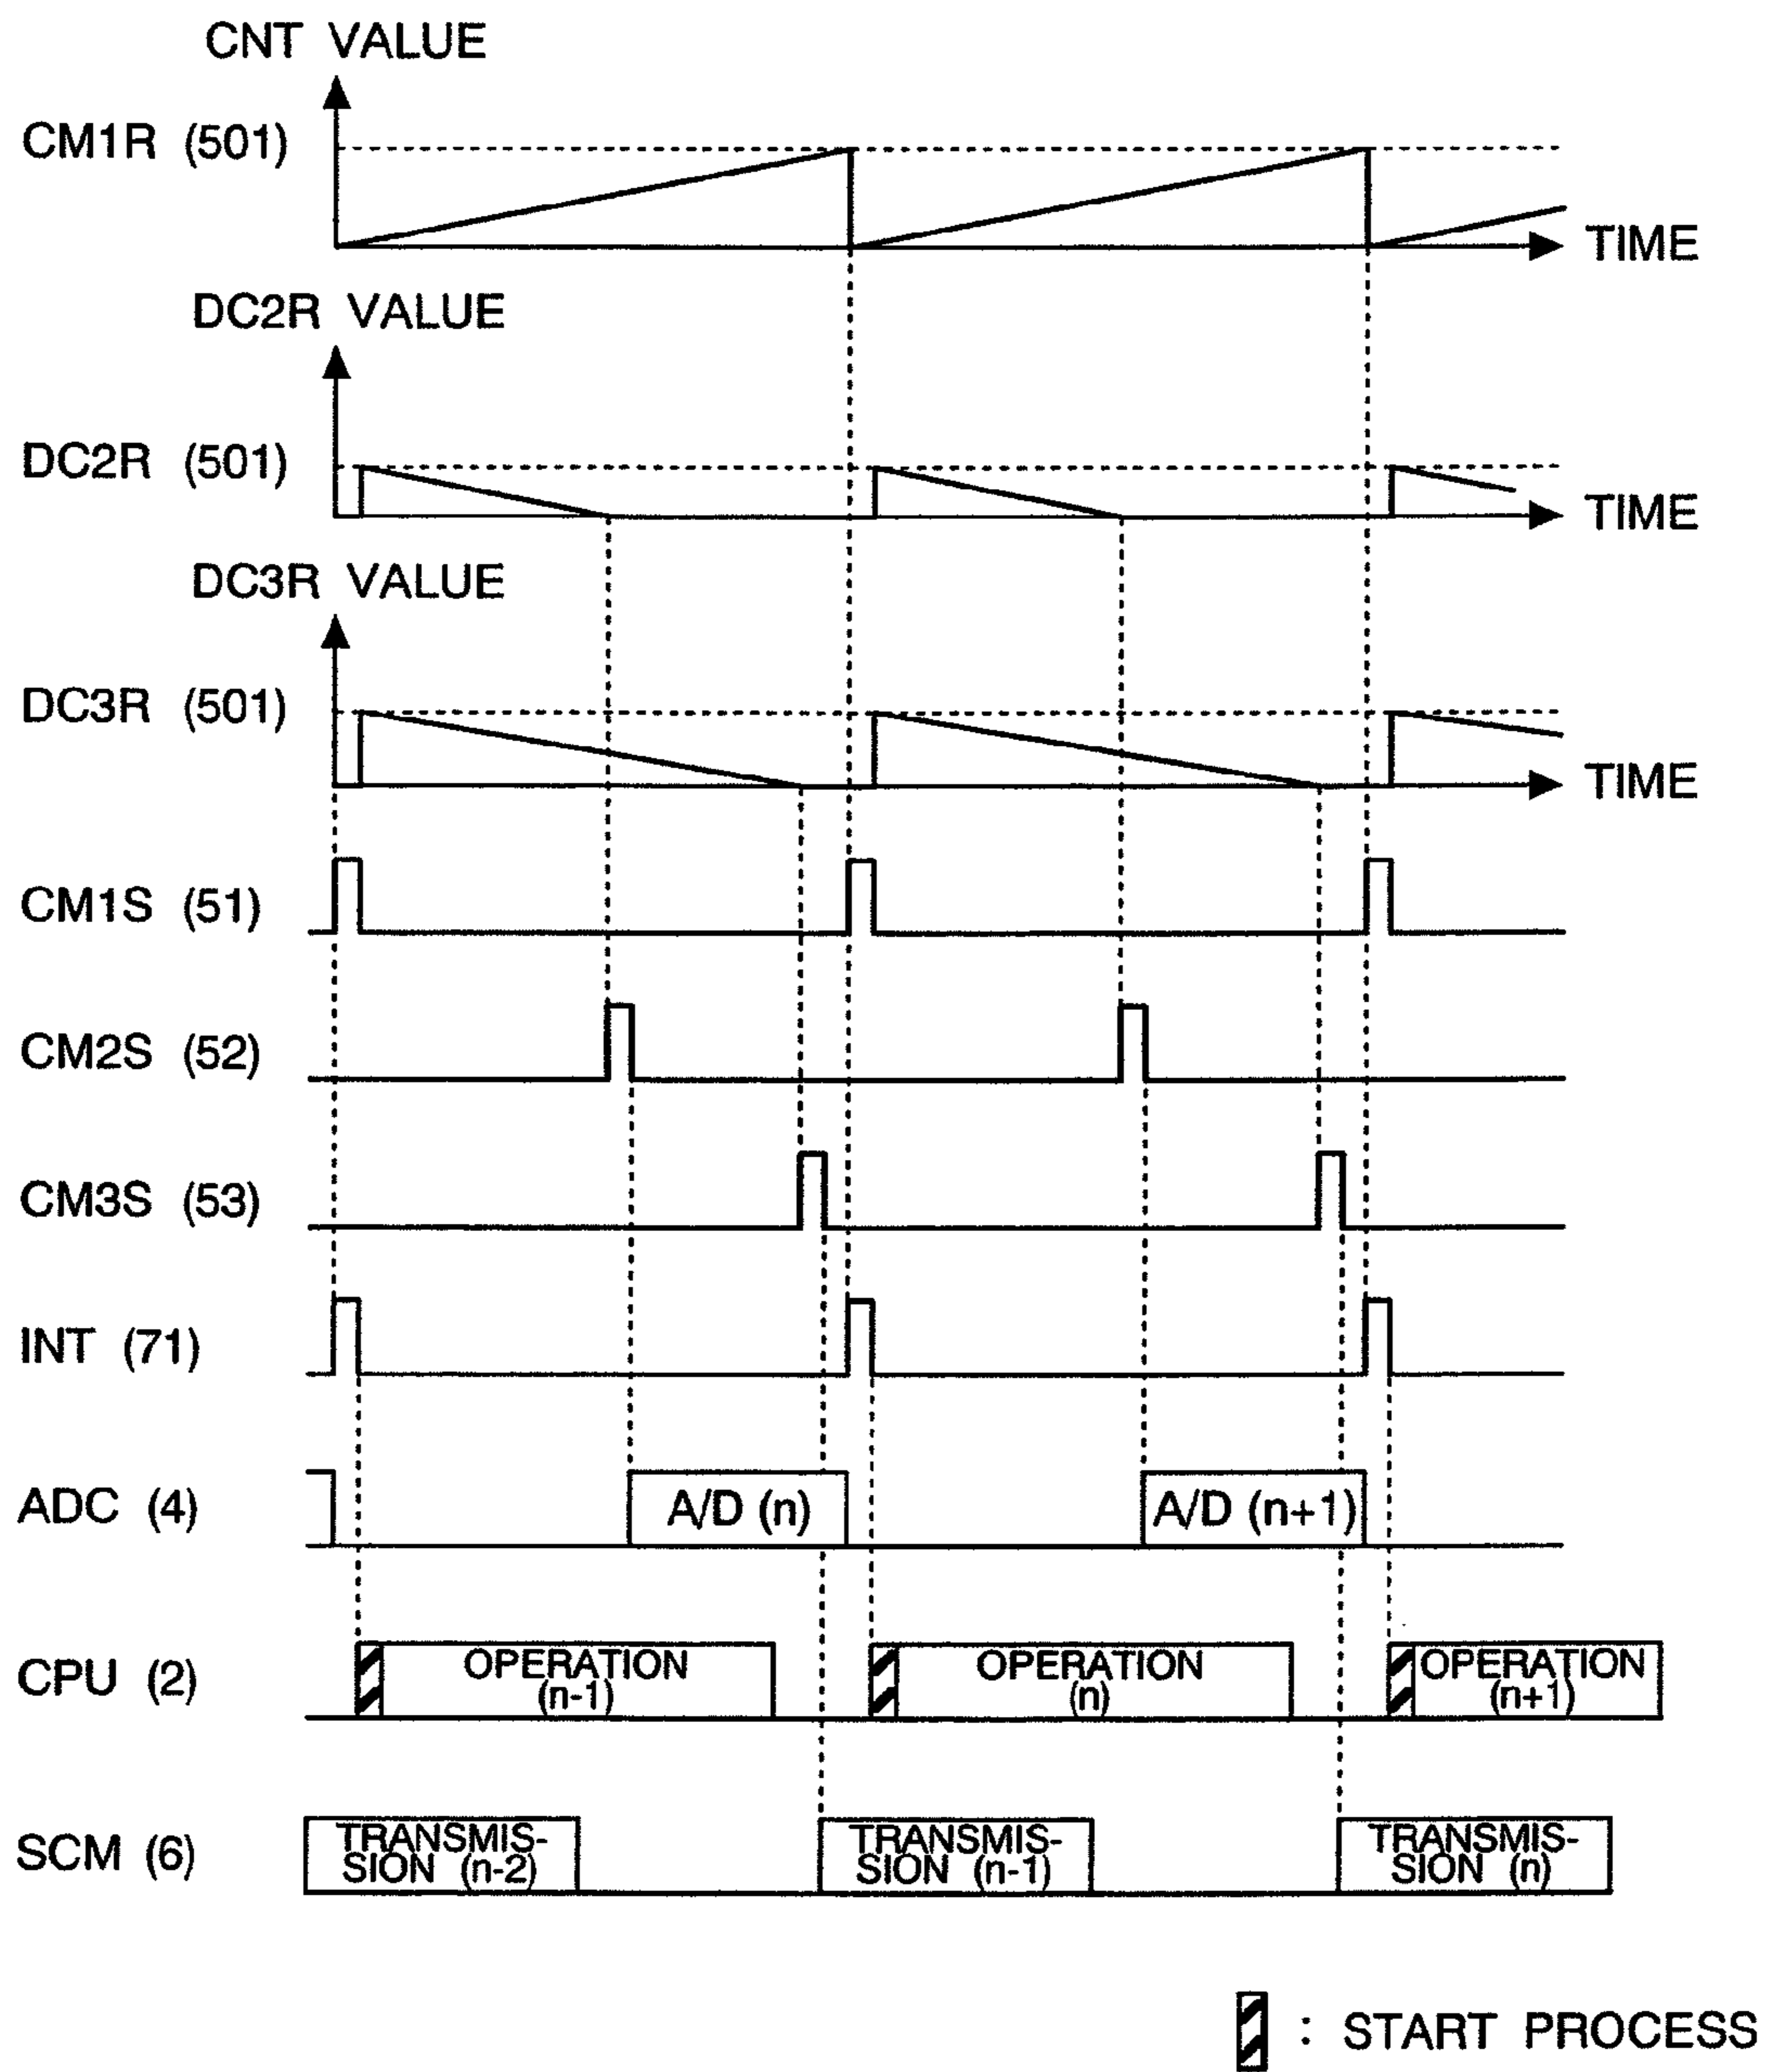 CNT VALUE
CM1R (501)
TIME
DC2R VALUE
DC2R (501)
TIME
DC3R VALUE
DC3R (501)
TIME
CM1S (51)
CM2S (52)
CM3S (53)
INT (71)
ADC (4)
A/D (n)
A/D (n+1)
CPU (2)
OPERATION
(n-1)
OPERATION
(n)
OPERATION
(n+1)
SCM (6)
TRANSMIS-
SION (n-2)
TRANSMIS-
SION (n-1)
TRANSMIS-
SION (n)
: START PROCESS